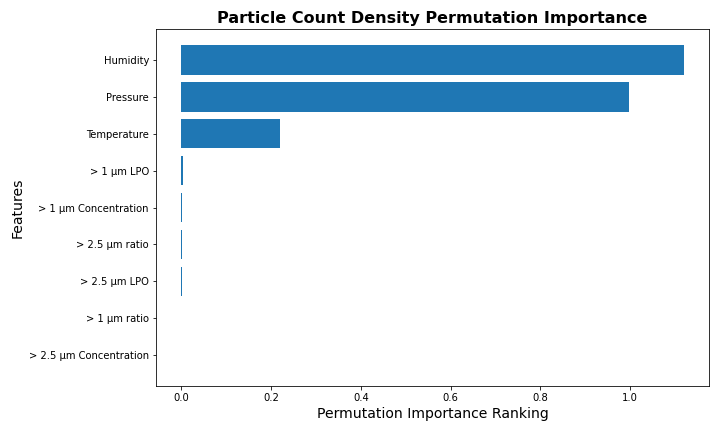 Particle Count Density Permutation Importance
Features
Humidity
Pressure
Temperature
> 1 μm LPO
> 1 μm Concentration
> 2.5 μm ratio
> 2.5 μm LPO
> 1 μm ratio
> 2.5 μm Concentration
0.0 0.2 0.4 0.6 0.8 1.0
Permutation Importance Ranking